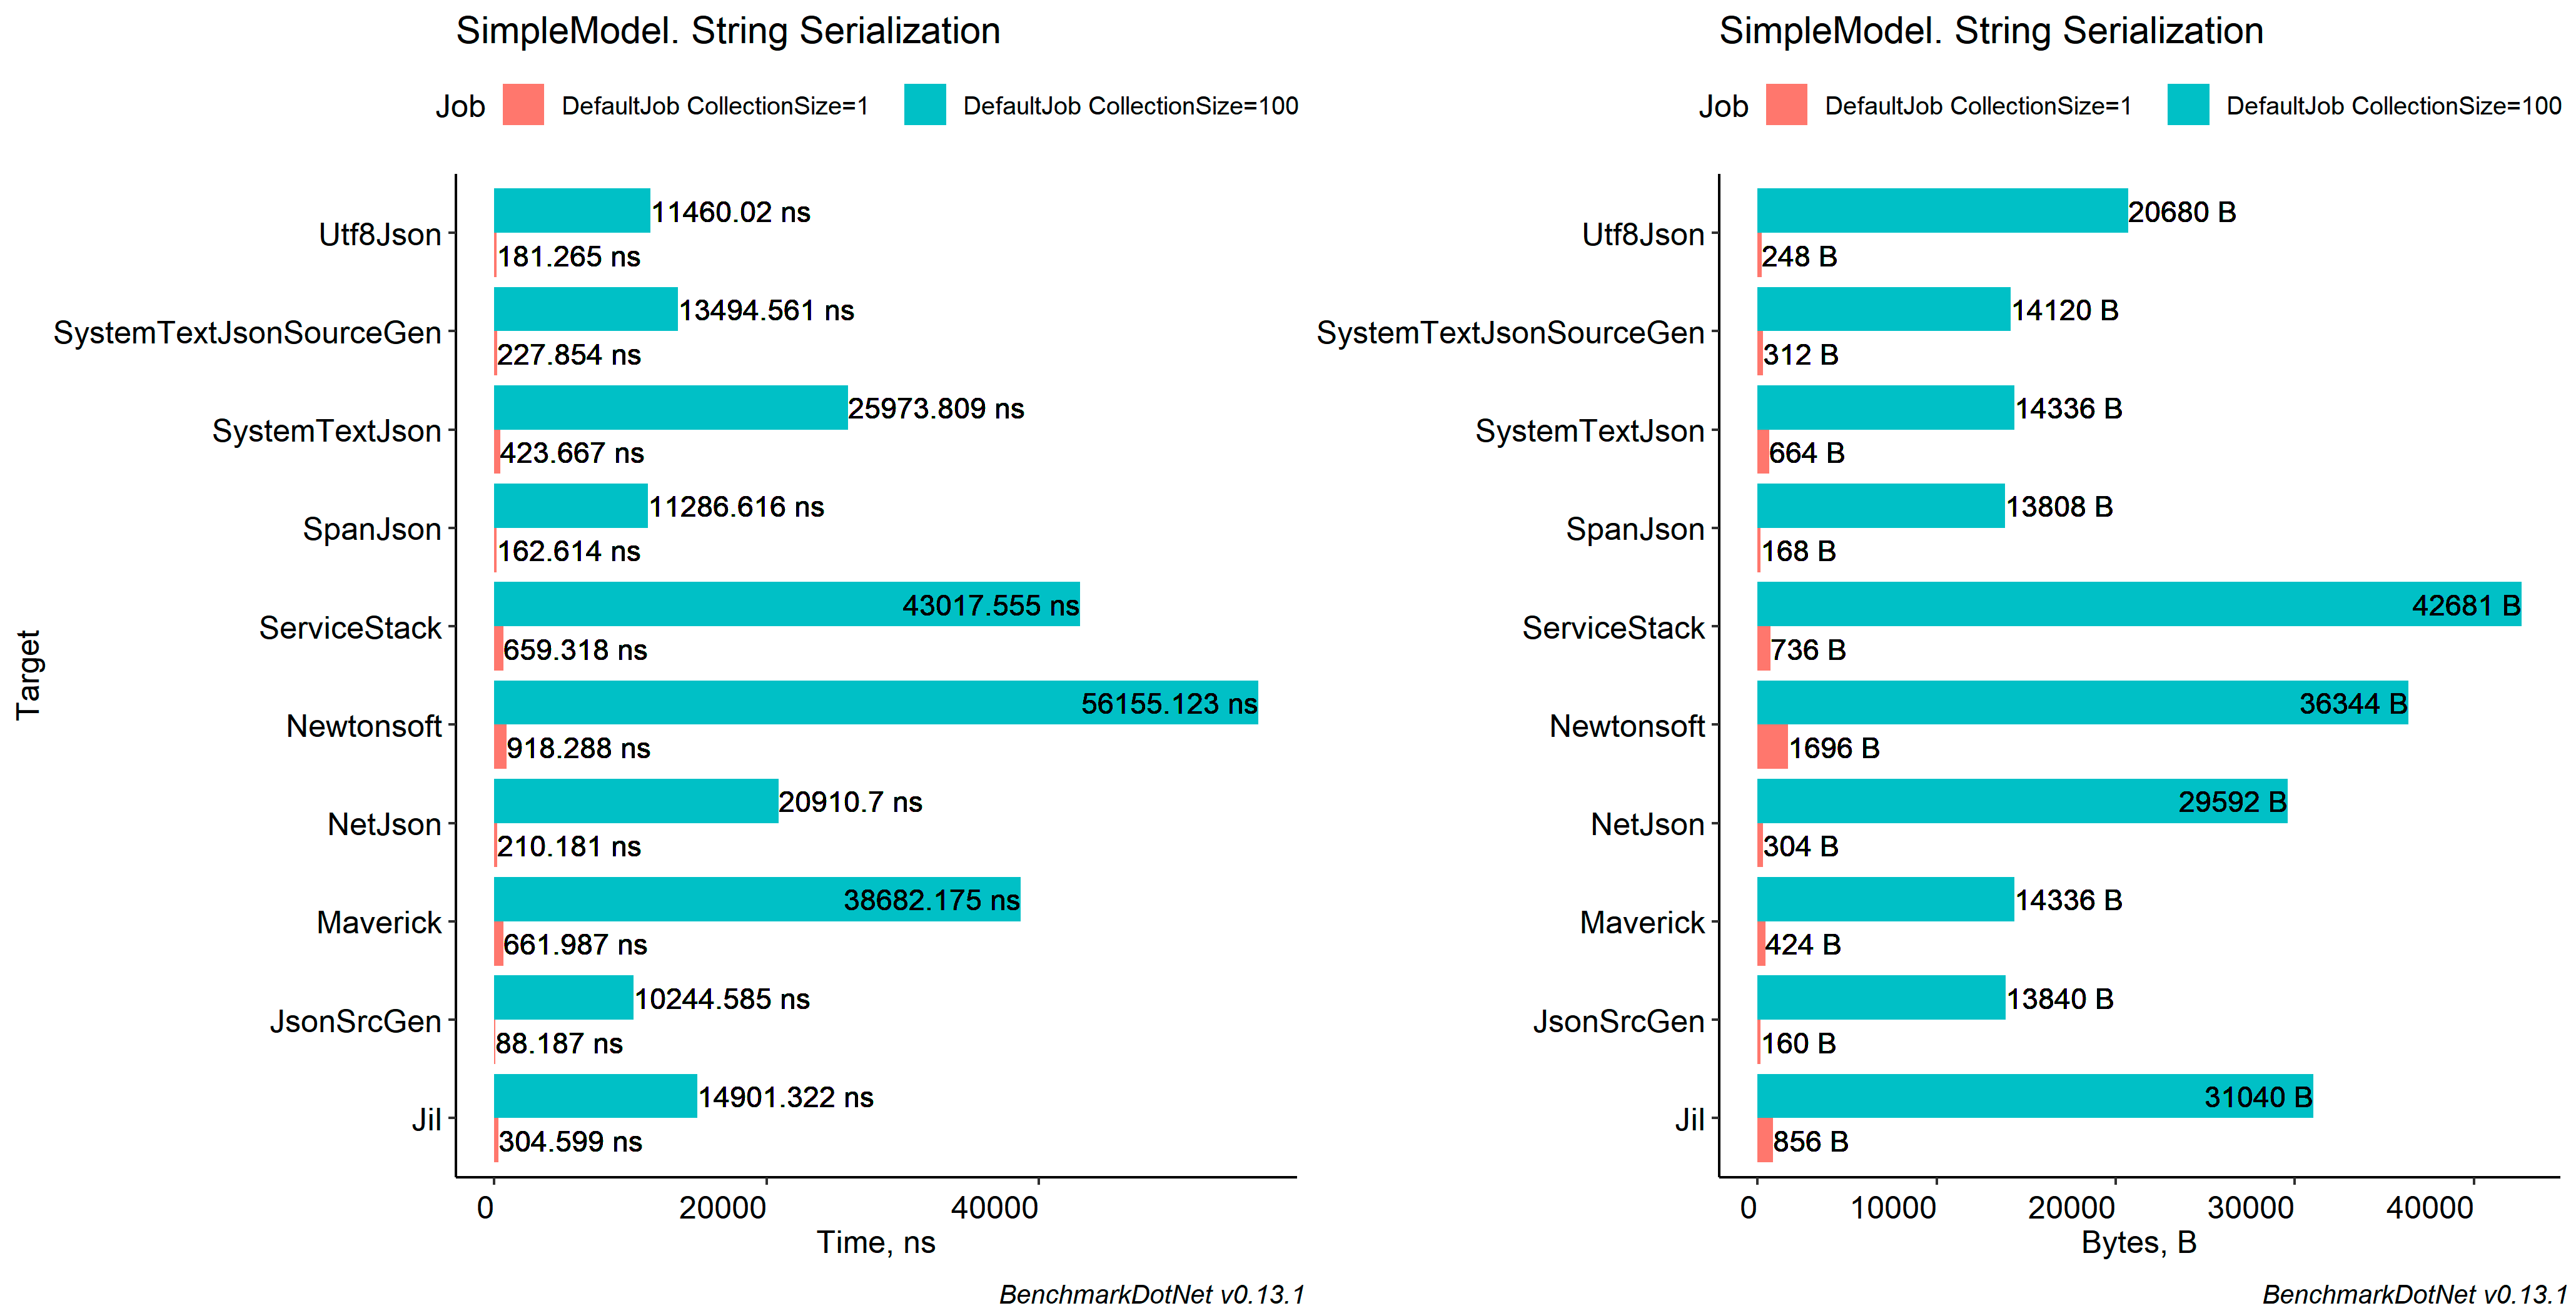 SimpleModel. String Serialization
Job DefaultJob CollectionSize=1 DefaultJob CollectionSize=100
Target
Utf8Json
11460.02 ns
181.265 ns
SystemTextJsonSourceGen
13494.561 ns
227.854 ns
SystemTextJson
25973.809 ns
423.667 ns
SpanJson
11286.616 ns
162.614 ns
ServiceStack
43017.555 ns
659.318 ns
Newtonsoft
56155.123 ns
918.288 ns
NetJson
20910.7 ns
210.181 ns
Maverick
38682.175 ns
661.987 ns
JsonSrcGen
10244.585 ns
88.187 ns
Jil
14901.322 ns
304.599 ns
0 20000 40000
Time, ns
BenchmarkDotNet v0.13.1
SimpleModel. String Serialization
Job DefaultJob CollectionSize=1 DefaultJob CollectionSize=100
Utf8Json
20680 B
248 B
SystemTextJsonSourceGen
14120 B
312 B
SystemTextJson
14336 B
664 B
SpanJson
13808 B
168 B
ServiceStack
42681 B
736 B
Newtonsoft
36344 B
1696 B
NetJson
29592 B
304 B
Maverick
14336 B
424 B
JsonSrcGen
13840 B
160 B
Jil
31040 B
856 B
0 10000 20000 30000 40000
Bytes, B
BenchmarkDotNet v0.13.1